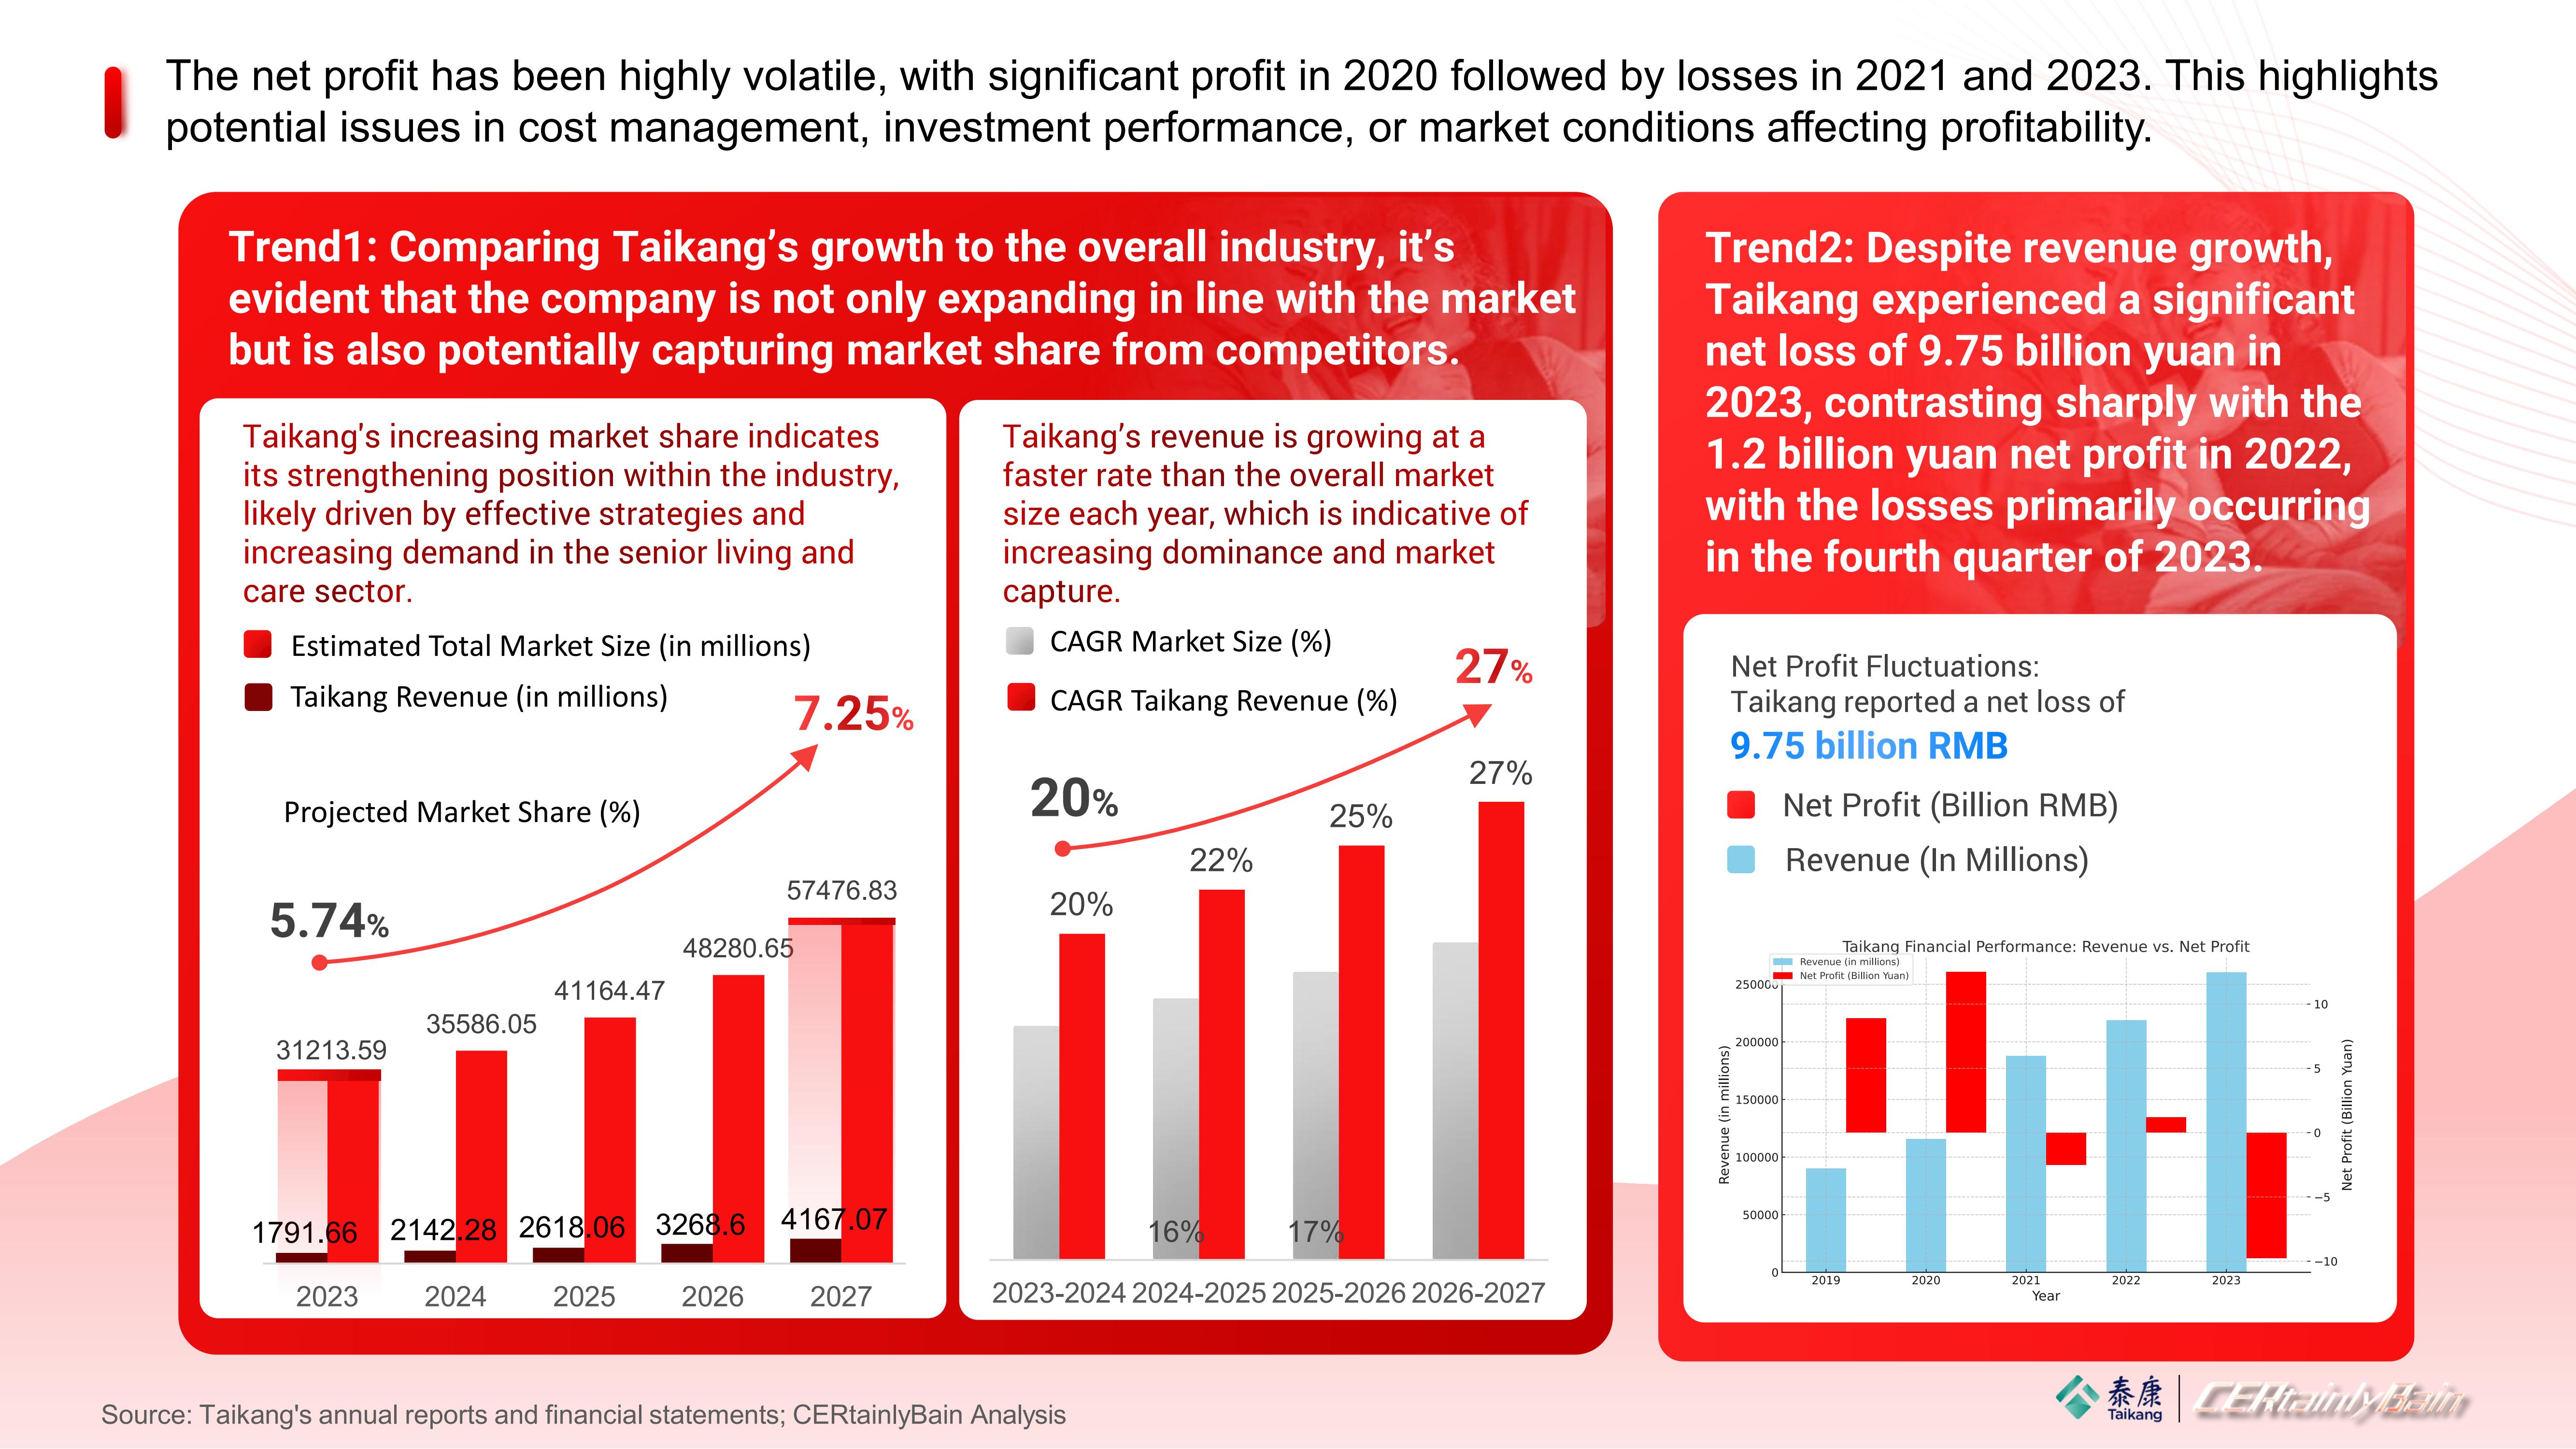 The net profit has been highly volatile, with significant profit in 2020 followed by losses in 2021 and 2023. This highlights
potential issues in cost management, investment performance, or market conditions affecting profitability.
Trend1: Comparing Taikang’s growth to the overall industry, it’s
evident that the company is not only expanding in line with the market
but is also potentially capturing market share from competitors.
Taikang's increasing market share indicates
its strengthening position within the industry,
likely driven by effective strategies and
increasing demand in the senior living and
care sector.
Estimated Total Market Size (in millions)
Taikang Revenue (in millions)
7.25%
Projected Market Share (%)
5.74%
57476.83
48280.65
41164.47
35586.05
31213.59
1791.66 2142.28 2618.06 3268.6 4167.07
2023 2024 2025 2026 2027
Taikang’s revenue is growing at a
faster rate than the overall market
size each year, which is indicative of
increasing dominance and market
capture.
CAGR Market Size (%)
CAGR Taikang Revenue (%)
27%
20%
27%
25%
22%
20%
16% 17%
2023-2024 2024-2025 2025-2026 2026-2027
Trend2: Despite revenue growth,
Taikang experienced a significant
net loss of 9.75 billion yuan in
2023, contrasting sharply with the
1.2 billion yuan net profit in 2022,
with the losses primarily occurring
in the fourth quarter of 2023.
Net Profit Fluctuations:
Taikang reported a net loss of
9.75 billion RMB
Net Profit (Billion RMB)
Revenue (In Millions)
Taikang Financial Performance: Revenue vs. Net Profit
Revenue (in millions)
Net Profit (Billion Yuan)
Revenue (in millions)
250000
200000
150000
100000
50000
0
10
5
0
−5
−10
Net Profit (Billion Yuan)
2019 2020 2021 2022 2023
Year
Source: Taikang's annual reports and financial statements; CERtainlyBain Analysis
泰康
Taikang
CERtainlyBain